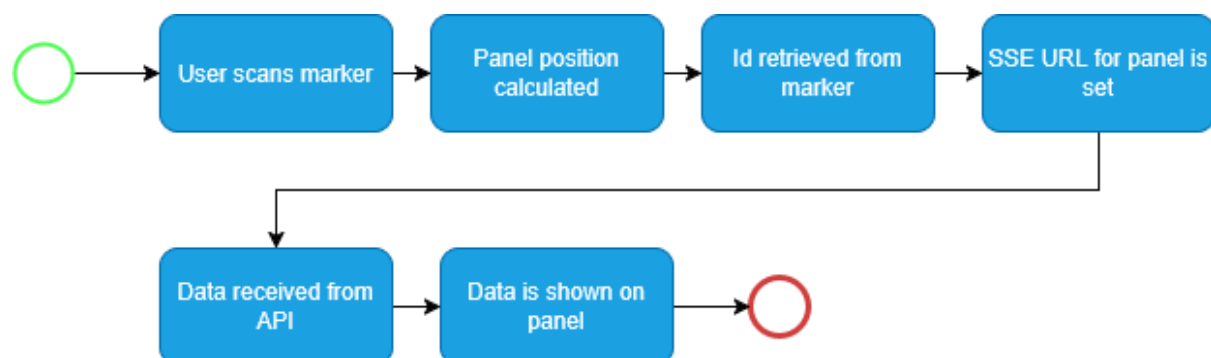 User scans marker
Panel position
calculated
Id retrieved from
marker
SSE URL for panel is
set
Data received from
API
Data is shown on
panel